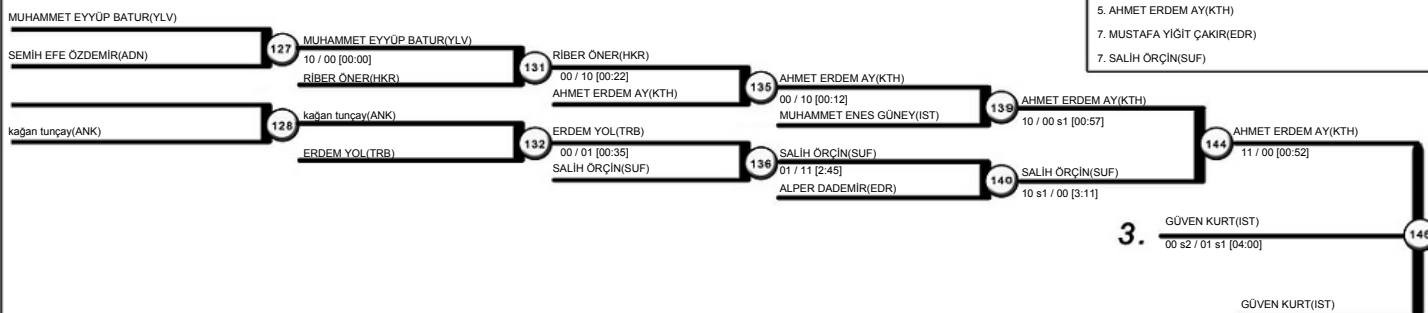 5. AHMET ERDEM AY(KTH)
7. MUSTAFA YİĞİT ÇAKIR(EDR)
7. SALİH ÖRÇİN(SUF)
MUHAMMET EYYÜP BATUR(YLV)
SEMİH EFE ÖZDEMİR(ADN)
127
MUHAMMET EYYÜP BATUR(YLV)
10 / 00 [00:00]
RİBER ÖNER(HKR)
131
RİBER ÖNER(HKR)
00 / 10 [00:22]
AHMET ERDEM AY(KTH)
135
AHMET ERDEM AY(KTH)
00 / 10 [00:12]
MUHAMMET ENES GÜNEY(IST)
139
AHMET ERDEM AY(KTH)
10 / 00 s1 [00:57]
kağan tunçay(ANK)
128
kağan tunçay(ANK)
ERDEM YOL(TRB)
132
ERDEM YOL(TRB)
00 / 01 [00:35]
SALİH ÖRÇİN(SUF)
136
SALİH ÖRÇİN(SUF)
01 / 11 [2:45]
ALPER DADEMİR(EDR)
140
SALİH ÖRÇİN(SUF)
10 s1 / 00 [3:11]
144
AHMET ERDEM AY(KTH)
11 / 00 [00:52]
3.
GÜVEN KURT(IST)
00 s2 / 01 s1 [04:00]
146
GÜVEN KURT(IST)